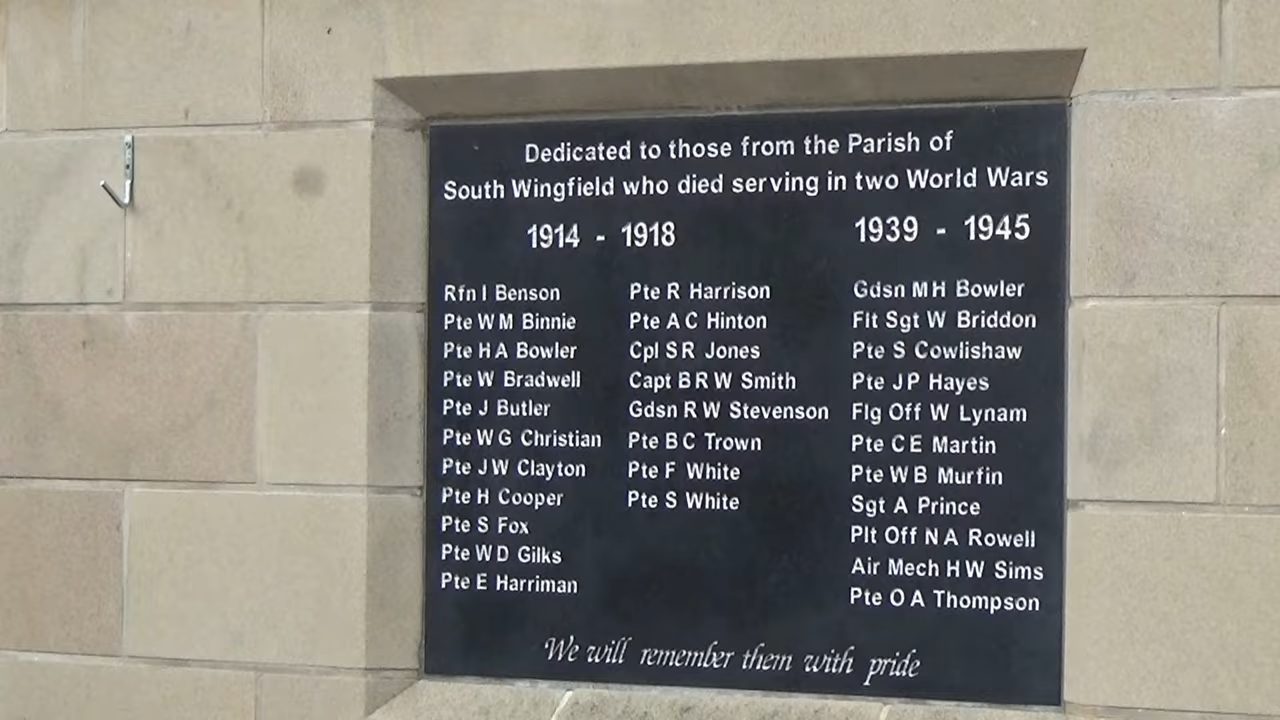 Dedicated to those from the Parish of
South Wingfield who died serving in two World Wars
1914 - 1918
Rfn I Benson
Pte W M Binnie
Pte H A Bowler
Pte W Bradwell
Pte J Butler
Pte W G Christian
Pte J W Clayton
Pte H Cooper
Pte S Fox
Pte W D Gilks
Pte E Harriman
Pte R Harrison
Pte A C Hinton
Cpl S R Jones
Capt B R W Smith
Gdsn R W Stevenson
Pte B C Trown
Pte F White
Pte S White
1939 - 1945
Gdsn M H Bowler
Flt Sgt W Briddon
Pte S Cowlishaw
Pte J P Hayes
Flg Off W Lynam
Pte C E Martin
Pte W B Murfin
Sgt A Prince
Plt Off N A Rowell
Air Mech H W Sims
Pte O A Thompson
We will remember them with pride